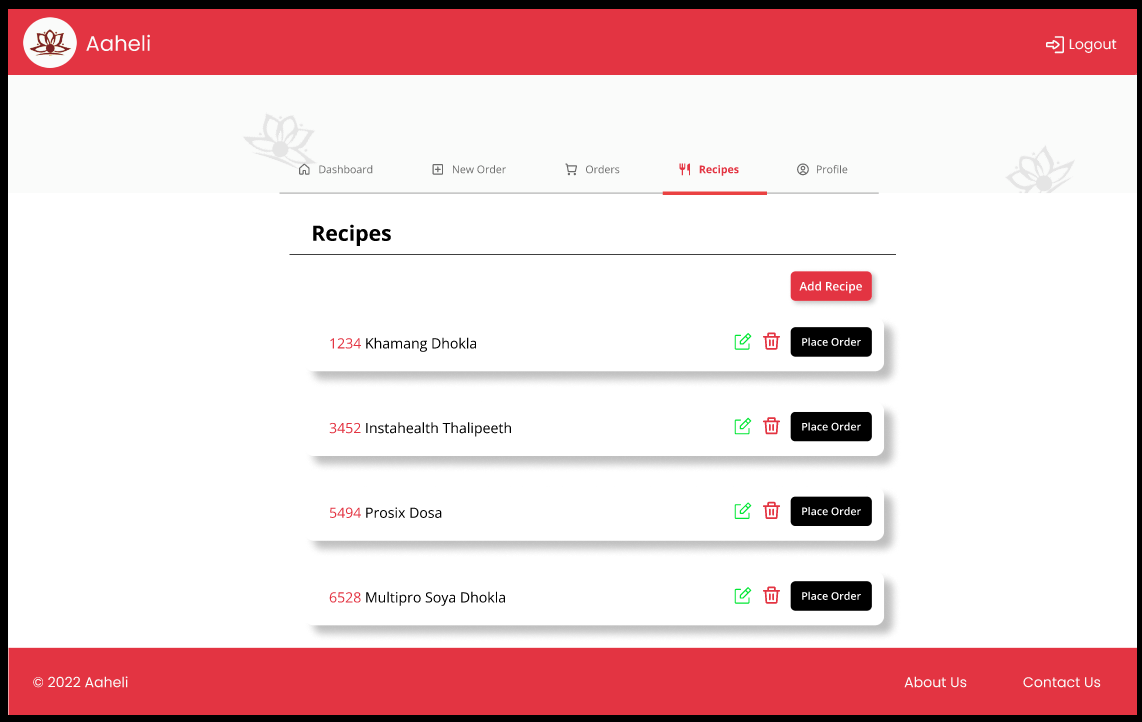 Aaheli
Logout
Dashboard New Order Orders Recipes Profile
Recipes
Add Recipe
1234 Khamang Dhokla Place Order
3452 Instahealth Thalipeeth Place Order
5494 Prosix Dosa Place Order
6528 Multipro Soya Dhokla Place Order
© 2022 Aaheli About Us Contact Us